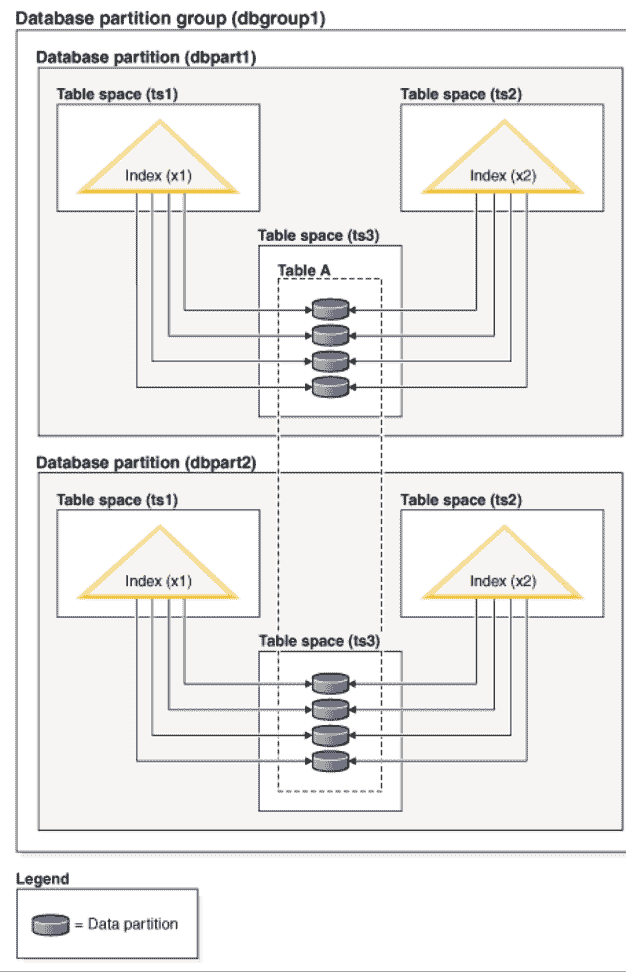 Database partition group (dbgroup1)
Database partition (dbpart1)
Table space (ts1)
Table space (ts2)
Index (x1)
Index (x2)
Table space (ts3)
Table A
Database partition (dbpart2)
Table space (ts1)
Table space (ts2)
Index (x1)
Index (x2)
Table space (ts3)
Legend
= Data partition